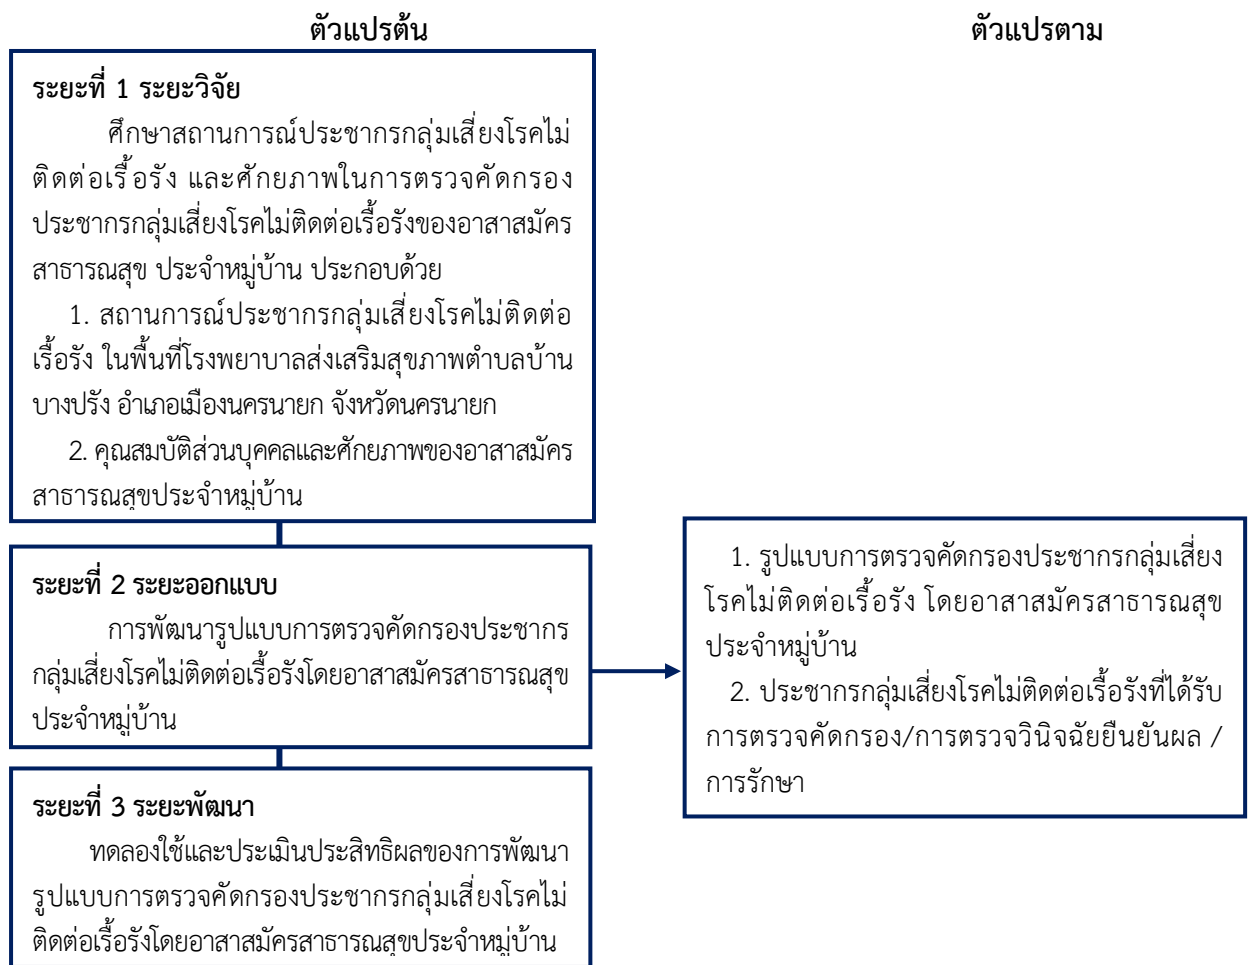 ตัวแปรต้น
ตัวแปรตาม
ระยะที่ 1 ระยะวิจัย
ศึกษาสถานการณ์ประชากรกลุ่มเสี่ยงโรคไม่
ติดต่อเรื้อรัง และศักยภาพในการตรวจคัดกรอง
ประชากรกลุ่มเสี่ยงโรคไม่ติดต่อเรื้อรังของอาสาสมัคร
สาธารณสุข ประจำหมู่บ้าน ประกอบด้วย
1. สถานการณ์ประชากรกลุ่มเสี่ยงโรคไม่ติดต่อ
เรื้อรัง ในพื้นที่โรงพยาบาลส่งเสริมสุขภาพตำบลบ้าน
บางปรัง อำเภอเมืองนครนายก จังหวัดนครนายก
2. คุณสมบัติส่วนบุคคลและศักยภาพของอาสาสมัคร
สาธารณสุขประจำหมู่บ้าน
ระยะที่ 2 ระยะออกแบบ
การพัฒนารูปแบบการตรวจคัดกรองประชากร
กลุ่มเสี่ยงโรคไม่ติดต่อเรื้อรังโดยอาสาสมัครสาธารณสุข
ประจำหมู่บ้าน
ระยะที่ 3 ระยะพัฒนา
ทดลองใช้และประเมินประสิทธิผลของการพัฒนา
รูปแบบการตรวจคัดกรองประชากรกลุ่มเสี่ยงโรคไม่
ติดต่อเรื้อรังโดยอาสาสมัครสาธารณสุขประจำหมู่บ้าน
1. รูปแบบการตรวจคัดกรองประชากรกลุ่มเสี่ยง
โรคไม่ติดต่อเรื้อรัง โดยอาสาสมัครสาธารณสุข
ประจำหมู่บ้าน
2. ประชากรกลุ่มเสี่ยงโรคไม่ติดต่อเรื้อรังที่ได้รับ
การตรวจคัดกรอง/การตรวจวินิจฉัยยืนยันผล /
การรักษา